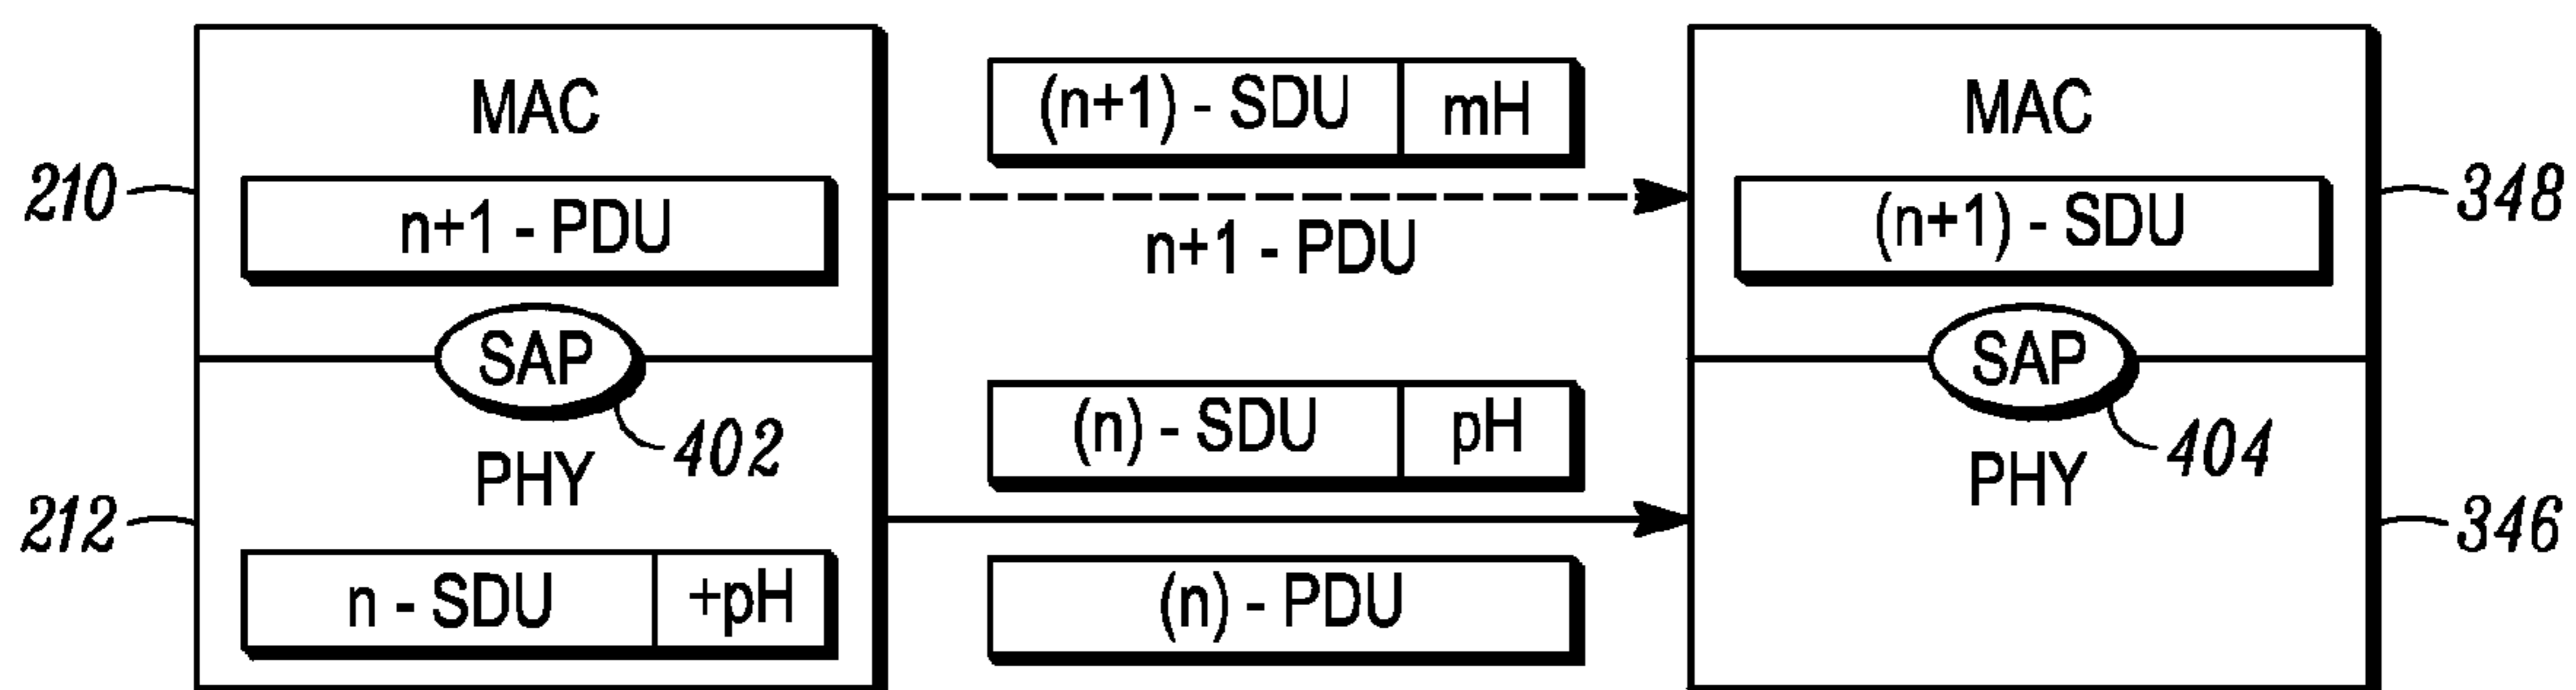 MAC
210
n+1 - PDU
SAP
402
PHY
212
n - SDU +pH
(n+1) - SDU mH
n+1 - PDU
(n) - SDU pH
(n) - PDU
MAC
(n+1) - SDU
348
SAP
404
PHY
346